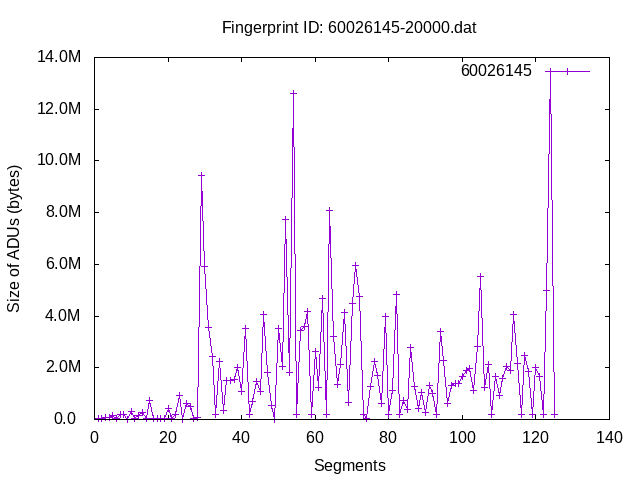 Fingerprint ID: 60026145-20000.dat
14.0M
60026145
12.0M
10.0M
8.0M
Size of ADUs (bytes)
6.0M
4.0M
2.0M
0.0
0 20 40 60 80 100 120 140
Segments